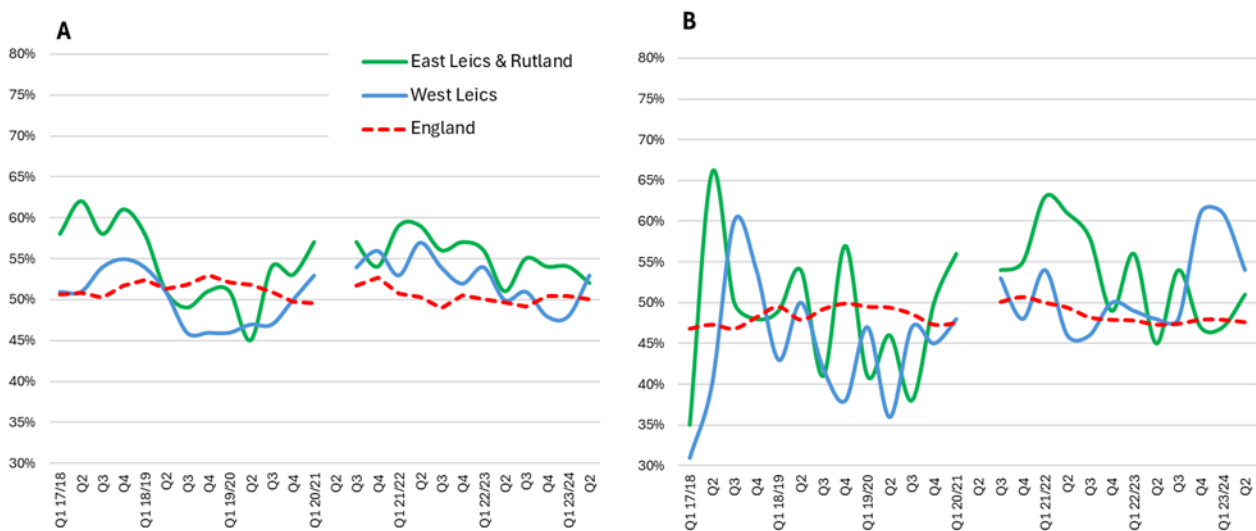 A
80%
75%
70%
65%
60%
55%
50%
45%
40%
35%
30%
East Leics & Rutland
West Leics
England
Q1 17/18
Q2
Q3
Q4
Q1 18/19
Q2
Q3
Q4
Q1 19/20
Q2
Q3
Q4
Q1 20/21
Q2
Q3
Q4
Q1 21/22
Q2
Q3
Q4
Q1 22/23
Q2
Q3
Q4
Q1 23/24
Q2
B
80%
75%
70%
65%
60%
55%
50%
45%
40%
35%
30%
Q1 17/18
Q2
Q3
Q4
Q1 18/19
Q2
Q3
Q4
Q1 19/20
Q2
Q3
Q4
Q1 20/21
Q2
Q3
Q4
Q1 21/22
Q2
Q3
Q4
Q1 22/23
Q2
Q3
Q4
Q1 23/24
Q2